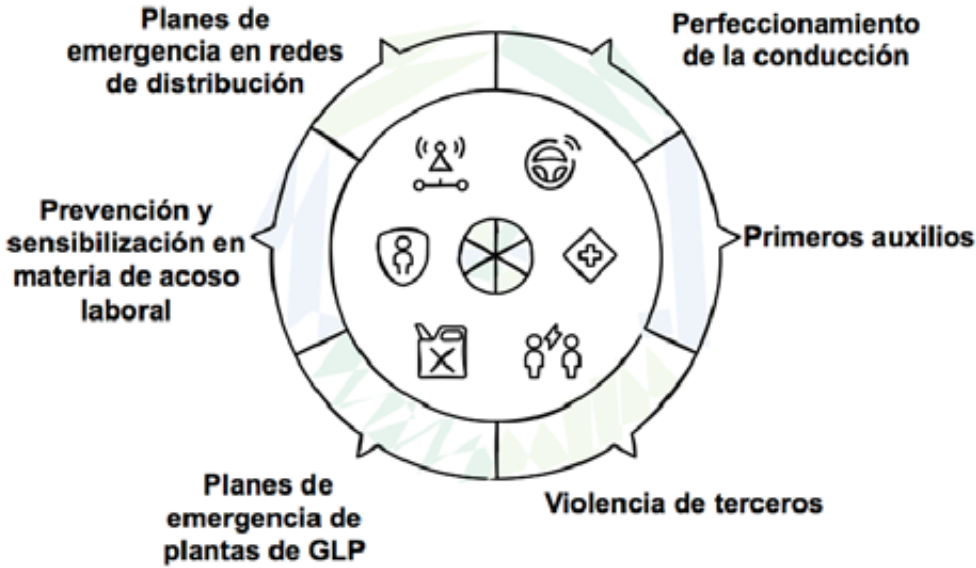 Planes de
emergencia en redes
de distribución
Perfeccionamiento
de la conducción
Prevención y
sensibilización en
materia de acoso
laboral
Primeros auxilios
Planes de
emergencia de
plantas de GLP
Violencia de terceros